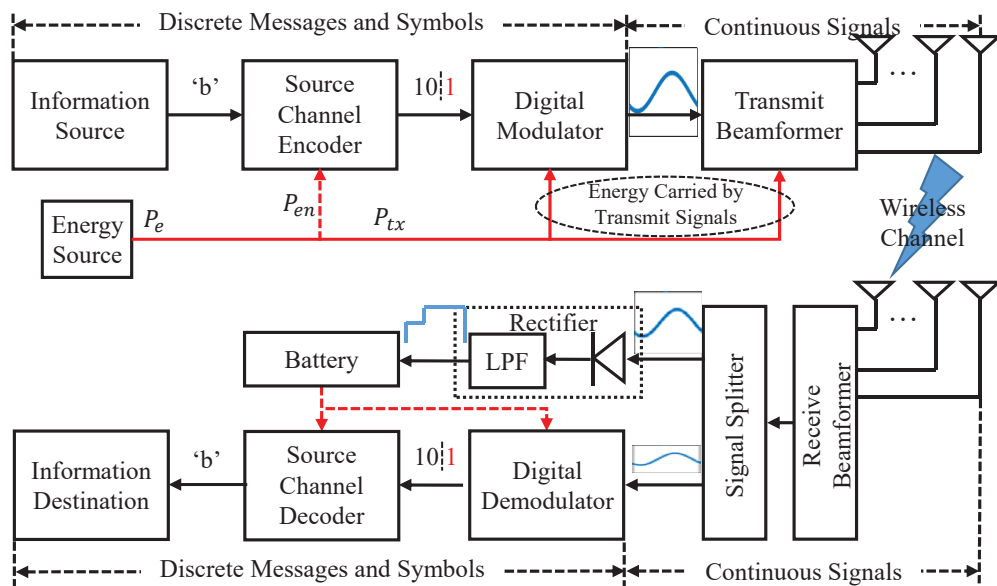 Discrete Messages and Symbols
Continuous Signals
Information
Source
‘b’
Source
Channel
Encoder
10¦1
Digital
Modulator
Transmit
Beamformer
...
Energy
Source
P_e
P_en
P_tx
Energy Carried by
Transmit Signals
Wireless
Channel
Battery
Rectifier
LPF
Signal Splitter
Receive
Beamformer
...
Information
Destination
‘b’
Source
Channel
Decoder
10¦1
Digital
Demodulator
Discrete Messages and Symbols
Continuous Signals